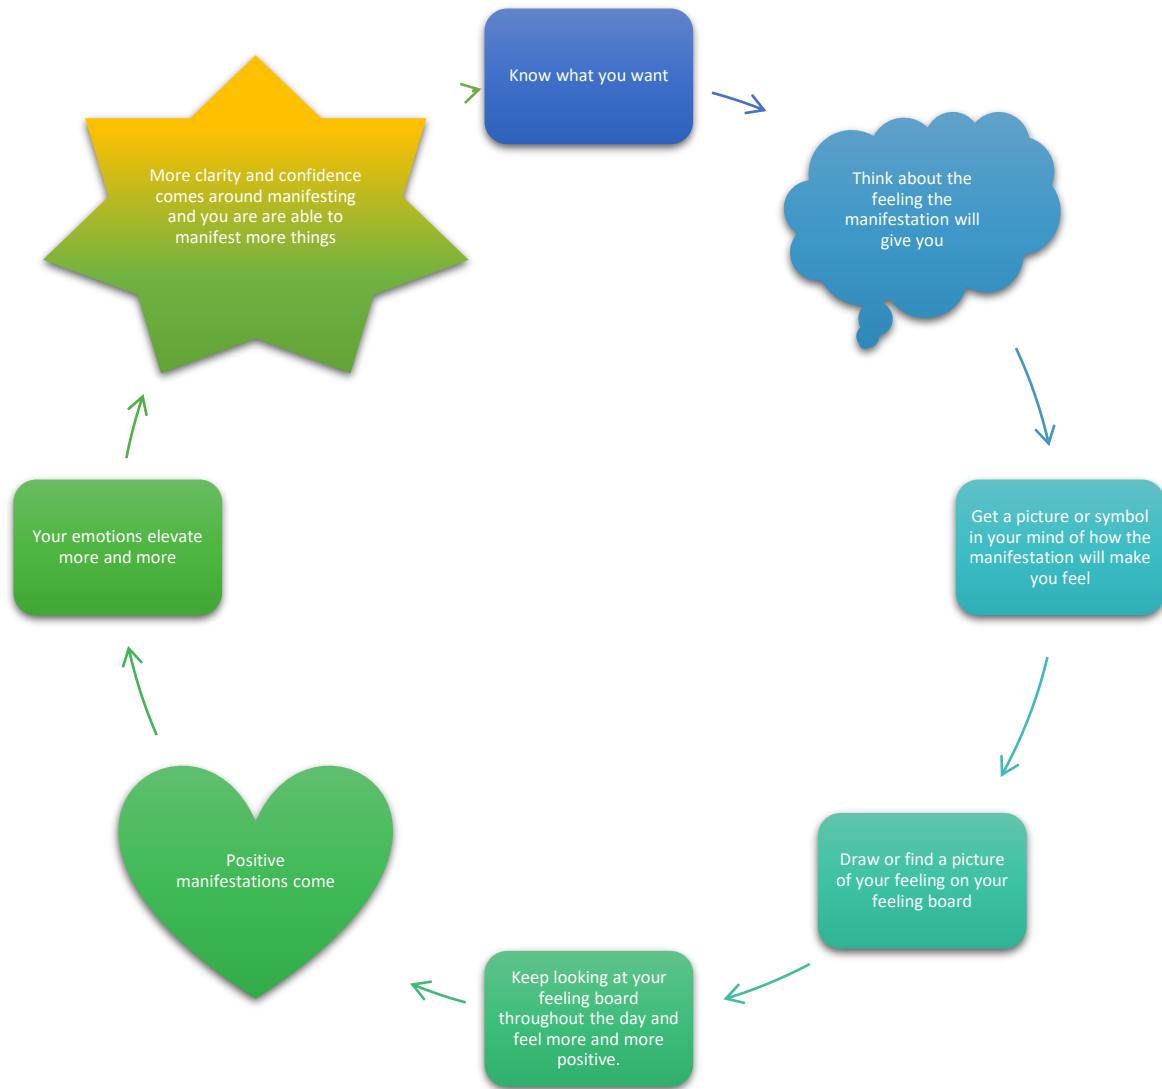 Know what you want
Think about the
feeling the
manifestation will
give you
Get a picture or symbol
in your mind of how the
manifestation will make
you feel
Draw or find a picture
of your feeling on your
feeling board
Keep looking at your
feeling board
throughout the day and
feel more and more
positive.
Positive
manifestations come
Your emotions elevate
more and more
More clarity and confidence
comes around manifesting
and you are are able to
manifest more things